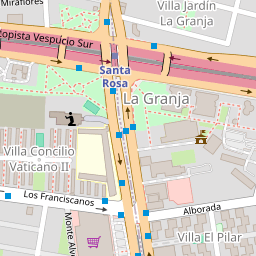 Miraflores
Villa Jardín
La Granja
opista Vespucio Sur
Santa
Rosa
La Granja
Villa Concilio
Vaticano II
Los Franciscanos
Alborada
Monte Alve
Villa El Pilar